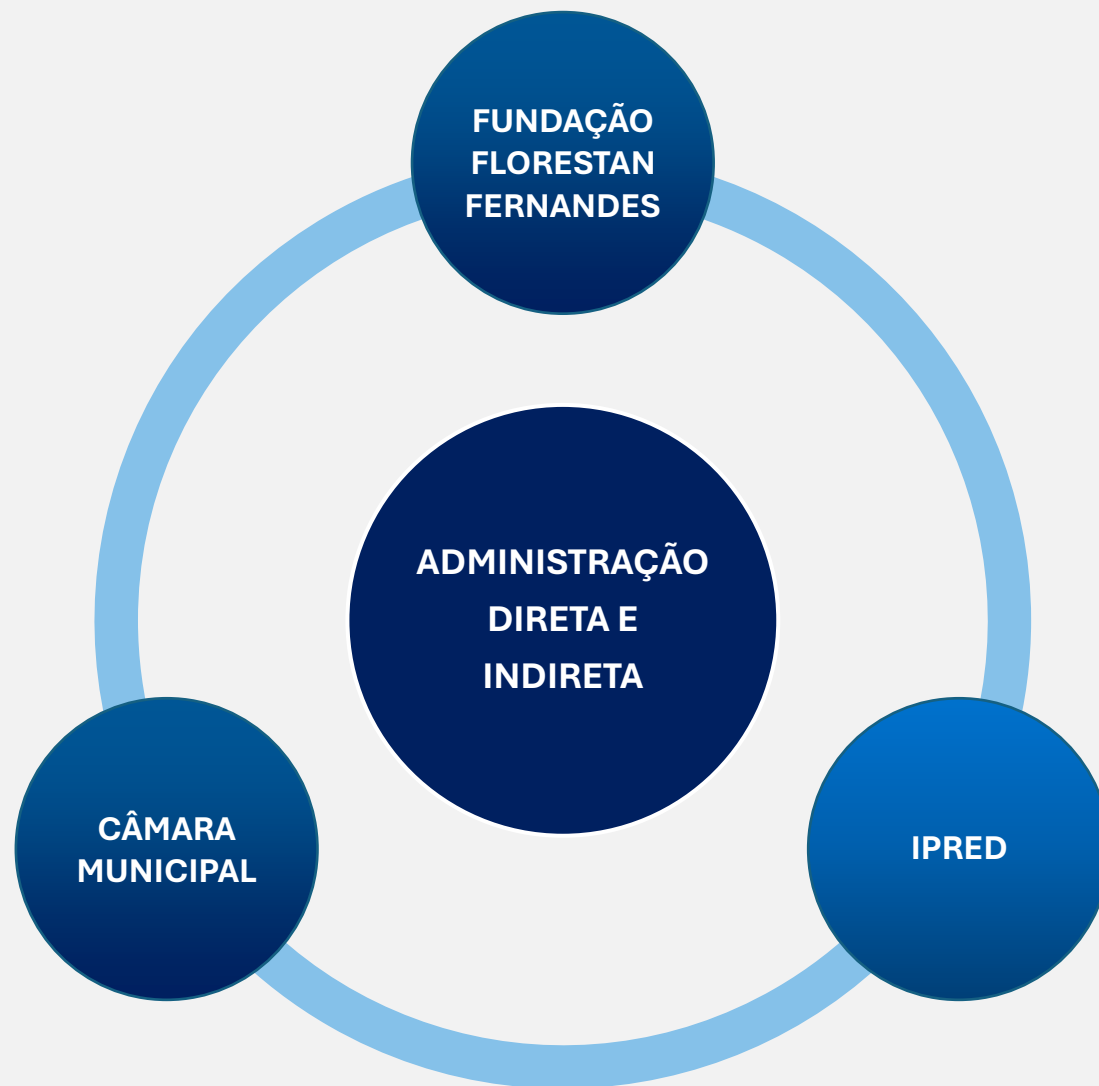 FUNDAÇÃO
FLORESTAN
FERNANDES
ADMINISTRAÇÃO
DIRETA E
INDIRETA
CÂMARA
MUNICIPAL
IPRED